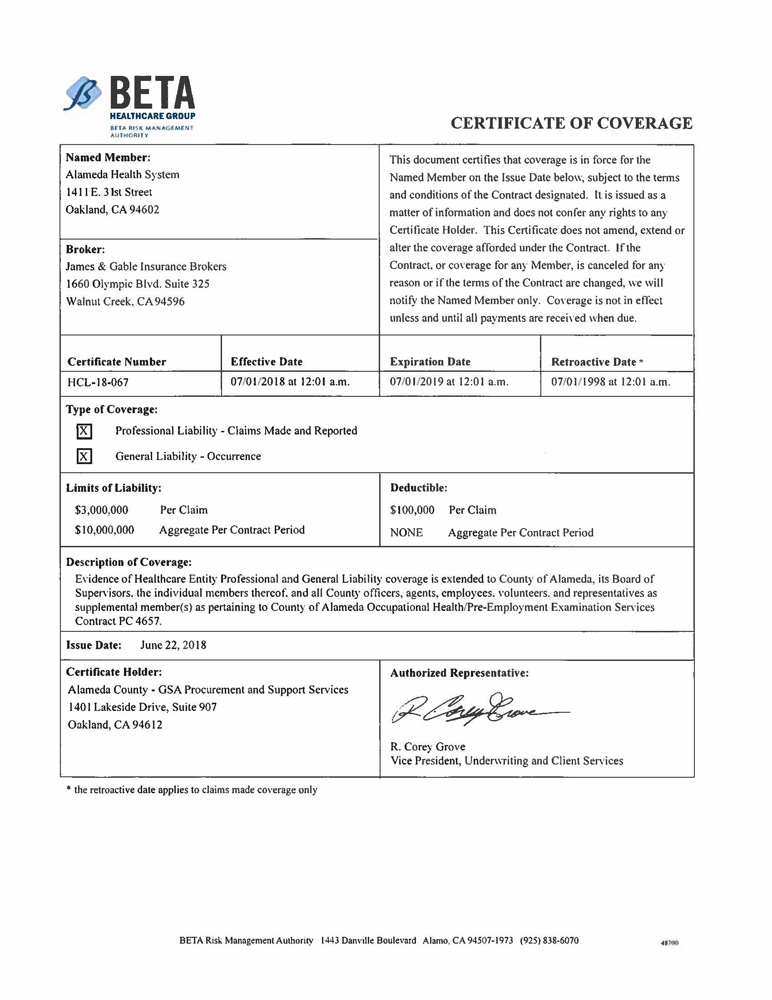 BETA
HEALTHCARE GROUP
BETA RISK MANAGEMENT
AUTHORITY
CERTIFICATE OF COVERAGE
Named Member:
Alameda Health System
1411 E. 31st Street
Oakland, CA 94602
Broker:
James & Gable Insurance Brokers
1660 Olympic Blvd. Suite 325
Walnut Creek, CA 94596
This document certifies that coverage is in force for the
Named Member on the Issue Date below, subject to the terms
and conditions of the Contract designated. It is issued as a
matter of information and does not confer any rights to any
Certificate Holder. This Certificate does not amend, extend or
alter the coverage afforded under the Contract. If the
Contract, or coverage for any Member, is canceled for any
reason or if the terms of the Contract are changed, we will
notify the Named Member only. Coverage is not in effect
unless and until all payments are received when due.
Certificate Number Effective Date Expiration Date Retroactive Date *
HCL-18-067 07/01/2018 at 12:01 a.m. 07/01/2019 at 12:01 a.m. 07/01/1998 at 12:01 a.m.
Type of Coverage:
X Professional Liability - Claims Made and Reported
X General Liability - Occurrence
Limits of Liability:
$3,000,000 Per Claim
$10,000,000 Aggregate Per Contract Period
Deductible:
$100,000 Per Claim
NONE Aggregate Per Contract Period
Description of Coverage:
Evidence of Healthcare Entity Professional and General Liability coverage is extended to County of Alameda, its Board of
Supervisors, the individual members thereof, and all County officers, agents, employees, volunteers, and representatives as
supplemental member(s) as pertaining to County of Alameda Occupational Health/Pre-Employment Examination Services
Contract PC 4657.
Issue Date: June 22, 2018
Certificate Holder:
Alameda County - GSA Procurement and Support Services
1401 Lakeside Drive, Suite 907
Oakland, CA 94612
Authorized Representative:
R Corey Grove
R. Corey Grove
Vice President, Underwriting and Client Services
* the retroactive date applies to claims made coverage only
BETA Risk Management Authority 1443 Danville Boulevard Alamo, CA 94507-1973 (925) 838-6070
48700